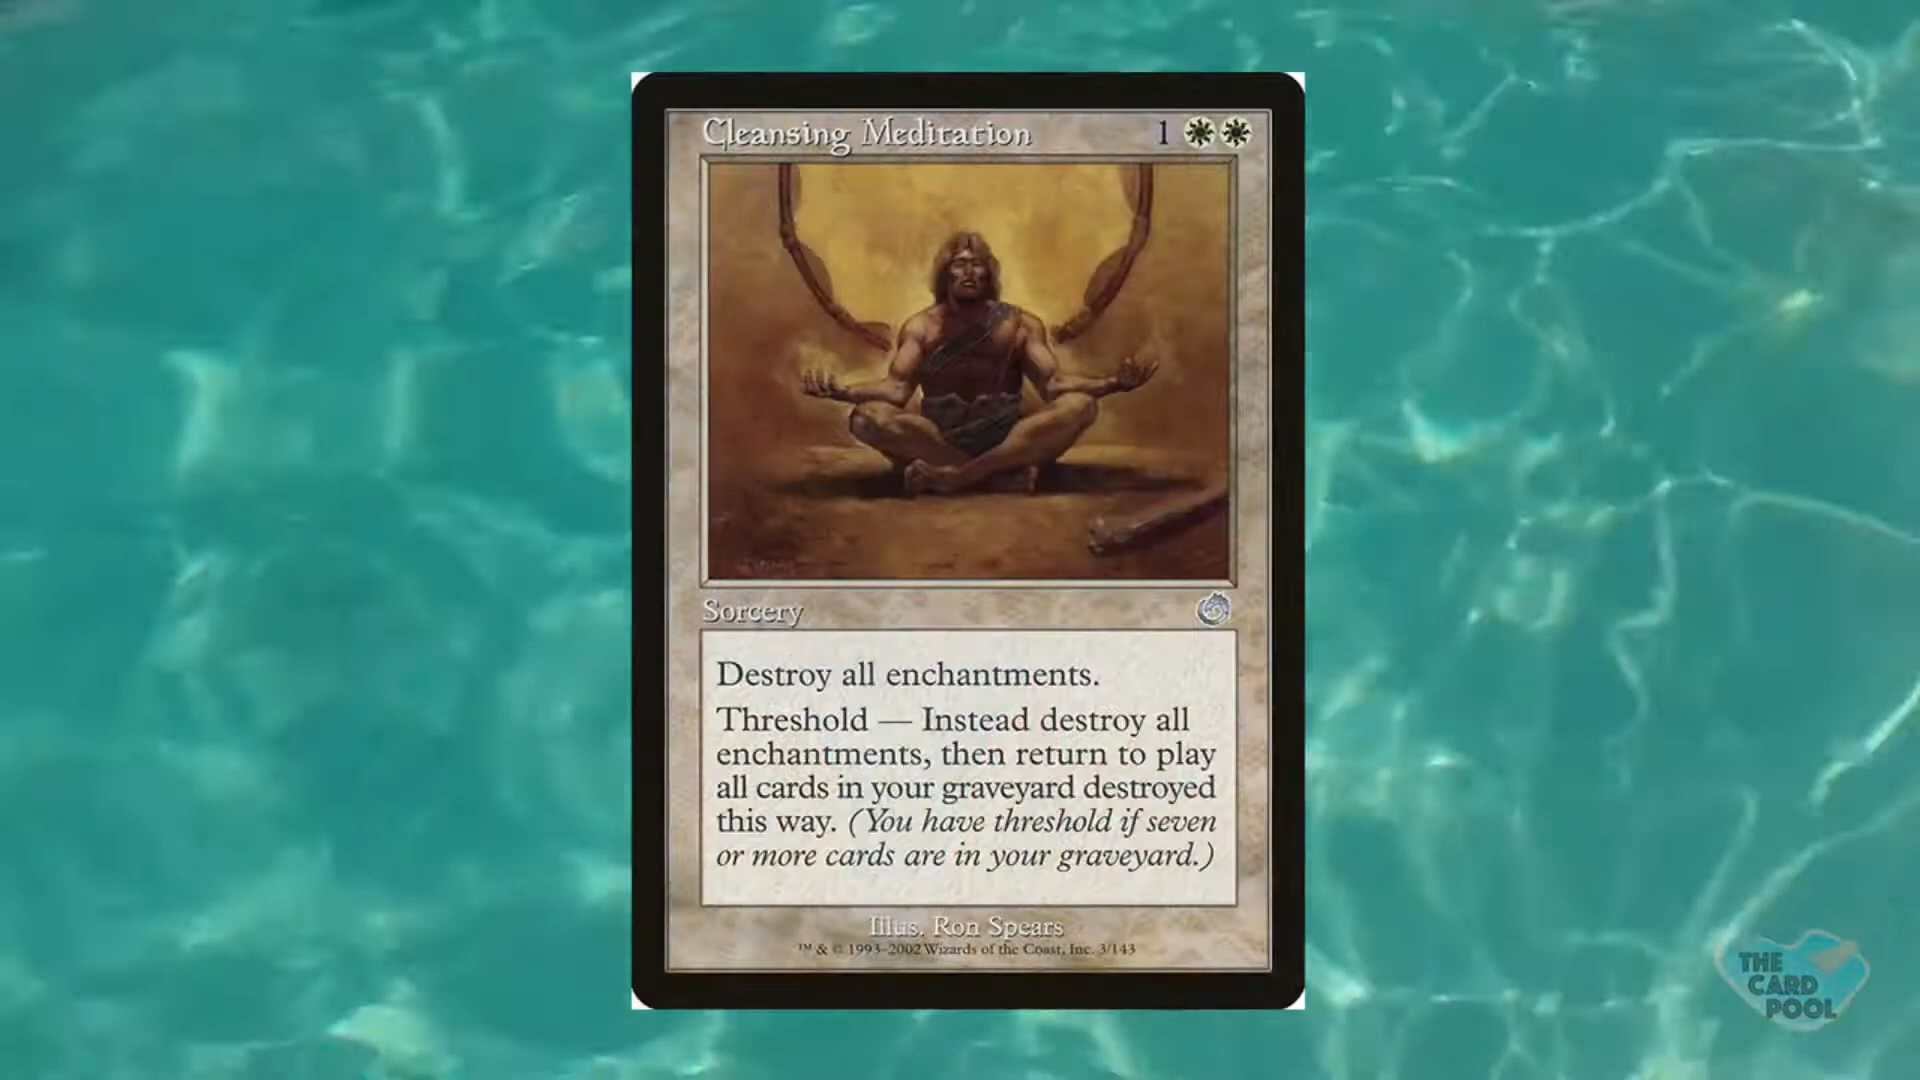 Cleansing Meditation 1
Sorcery
Destroy all enchantments.
Threshold — Instead destroy all
enchantments, then return to play
all cards in your graveyard destroyed
this way. (You have threshold if seven
or more cards are in your graveyard.)
Illus. Ron Spears
™ & © 1993–2002 Wizards of the Coast, Inc. 3/143
THE
CARD
POOL